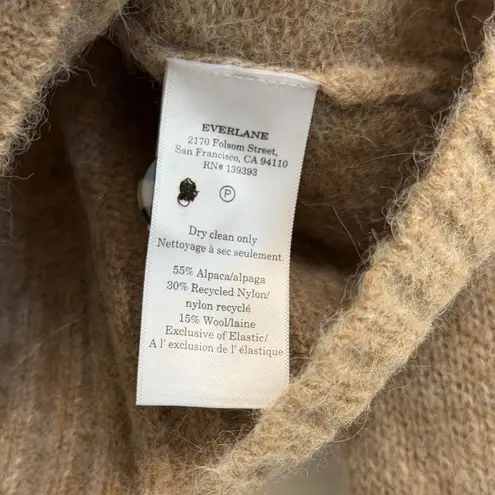 EVERLANE
2170 Folsom Street,
San Francisco, CA 94110
RN# 139393
P
Dry clean only
Nettoyage à sec seulement.
55% Alpaca/alpaga
30% Recycled Nylon/
nylon recyclé
15% Wool/laine
Exclusive of Elastic/
A l' exclusion de l' élastique